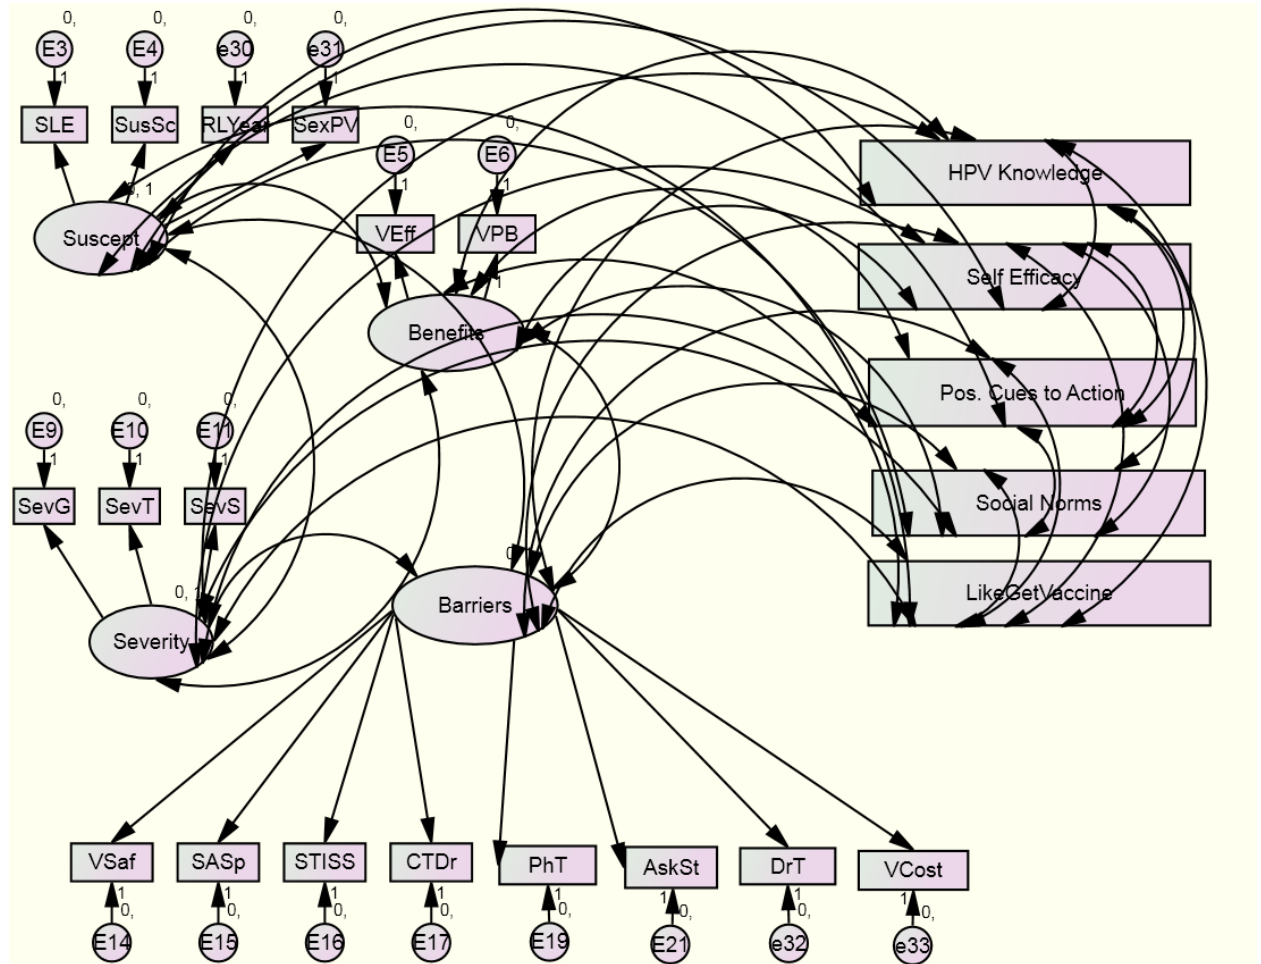 0,
0,
0,
0,
E3
E4
e30
e31
1
1
1
1
SLE
SusSc
RLYear
SexPV
0,
0,
E5
E6
1
1
HPV Knowledge
0, 1
Suscept
VEff
VPB
Self Efficacy
1
Benefits
Pos. Cues to Action
0,
0,
0,
E9
E10
E11
1
1
1
SevG
SevT
SevS
Social Norms
0,
LikeGetVaccine
0,
Barriers
Severity
VSaf
SASp
STISS
CTDr
PhT
AskSt
DrT
VCost
1
1
1
1
1
1
1
1
0,
0,
0,
0,
0,
0,
0,
0,
E14
E15
E16
E17
E19
E21
e32
e33